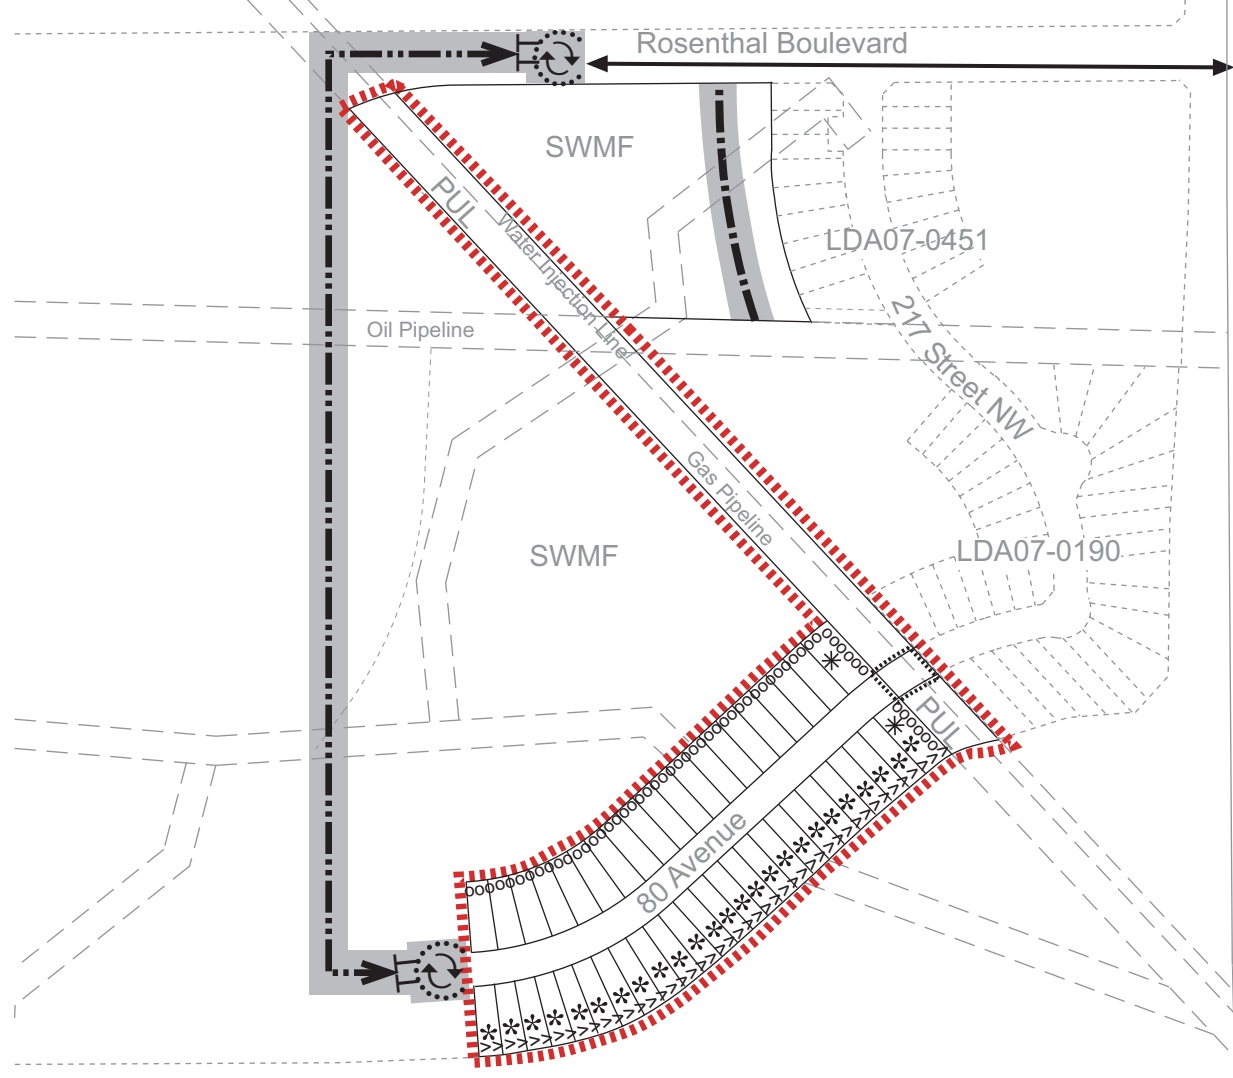 Rosenthal Boulevard
SWMF
PUL
Water Injection Line
LDA07-0451
217 Street NW
Oil Pipeline
Gas Pipeline
SWMF
LDA07-0190
PUL
80 Avenue